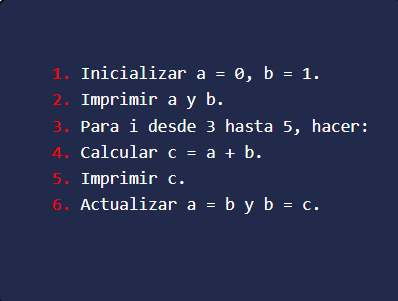 1. Inicializar a = 0, b = 1.
2. Imprimir a y b.
3. Para i desde 3 hasta 5, hacer:
4. Calcular c = a + b.
5. Imprimir c.
6. Actualizar a = b y b = c.